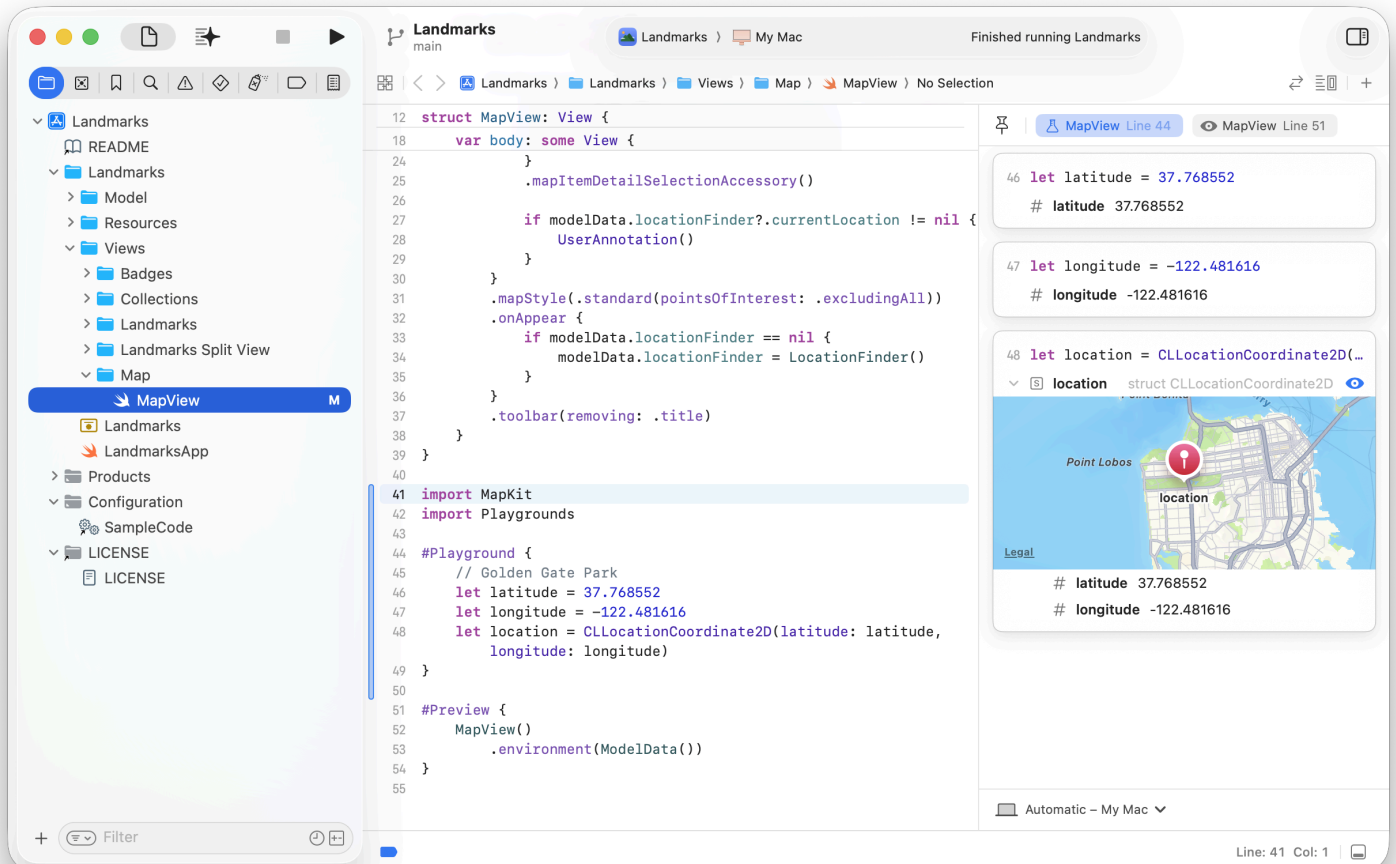 Landmarks
main
Landmarks 〉 My Mac
Finished running Landmarks
Landmarks 〉 Landmarks 〉 Views 〉 Map 〉 MapView 〉 No Selection
Landmarks
README
Landmarks
Model
Resources
Views
Badges
Collections
Landmarks
Landmarks Split View
Map
MapView M
Landmarks
LandmarksApp
Products
Configuration
SampleCode
LICENSE
LICENSE
Filter
12 struct MapView: View {
18 var body: some View {
24 }
25 .mapItemDetailSelectionAccessory()
26
27 if modelData.locationFinder?.currentLocation != nil {
28 UserAnnotation()
29 }
30 }
31 .mapStyle(.standard(pointsOfInterest: .excludingAll))
32 .onAppear {
33 if modelData.locationFinder == nil {
34 modelData.locationFinder = LocationFinder()
35 }
36 }
37 .toolbar(removing: .title)
38 }
39 }
40
41 import MapKit
42 import Playgrounds
43
44 #Playground {
45 // Golden Gate Park
46 let latitude = 37.768552
47 let longitude = -122.481616
48 let location = CLLocationCoordinate2D(latitude: latitude,
longitude: longitude)
49 }
50
51 #Preview {
52 MapView()
53 .environment(ModelData())
54 }
55
MapView Line 44
MapView Line 51
46 let latitude = 37.768552
# latitude 37.768552
47 let longitude = -122.481616
# longitude -122.481616
48 let location = CLLocationCoordinate2D(…
S location struct CLLocationCoordinate2D
Point Lobos
location
Legal
# latitude 37.768552
# longitude -122.481616
Automatic – My Mac
Line: 41 Col: 1